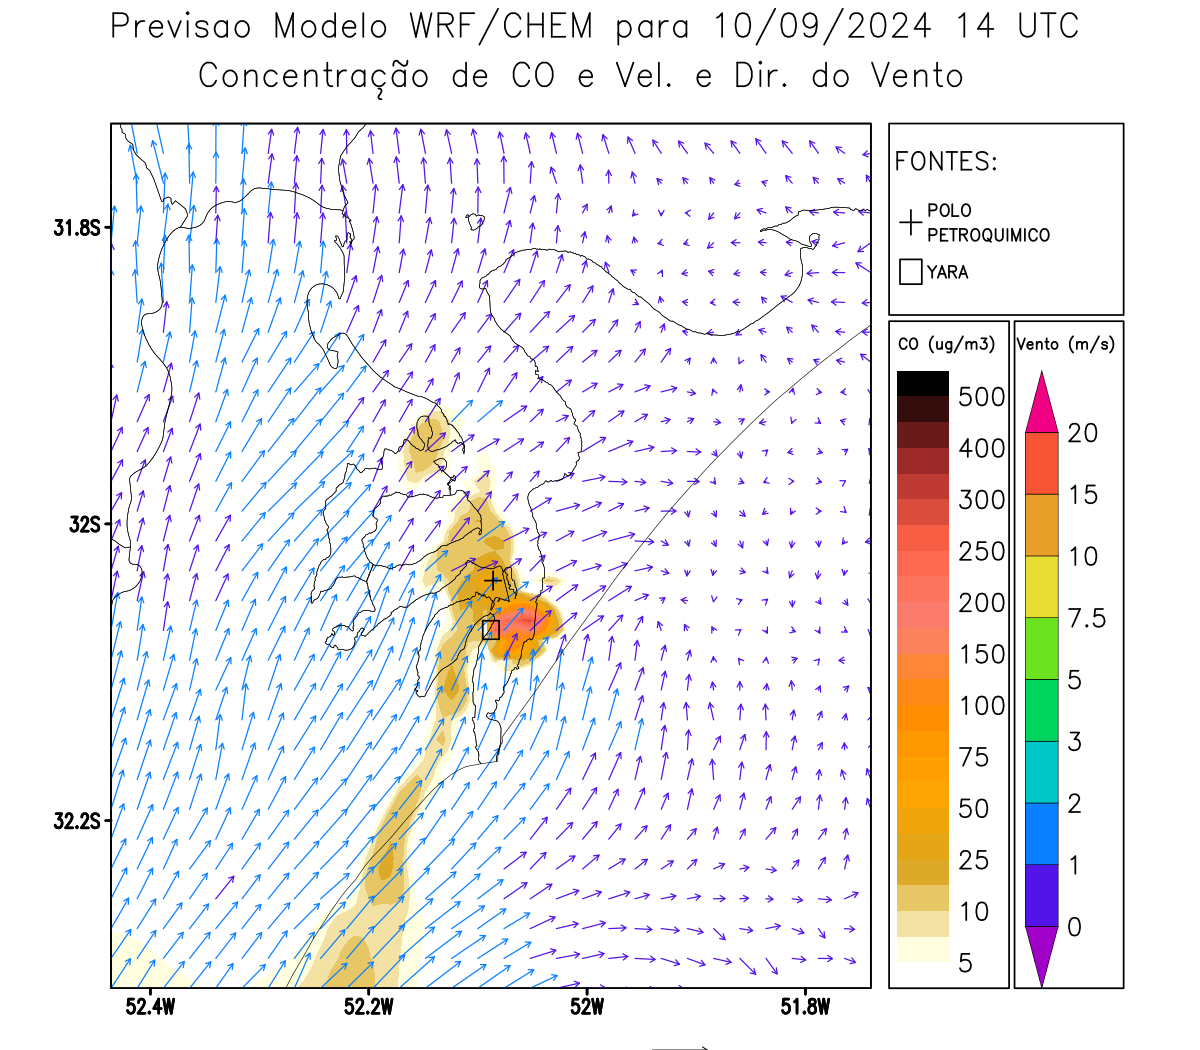 Previsao Modelo WRF/CHEM para 10/09/2024 14 UTC
Concentração de CO e Vel. e Dir. do Vento
FONTES:
POLO
PETROQUIMICO
YARA
CO (ug/m3)
500
400
300
250
200
150
100
75
50
25
10
5
Vento (m/s)
20
15
10
7.5
5
3
2
1
0
31.8S
32S
32.2S
52.4W
52.2W
52W
51.8W